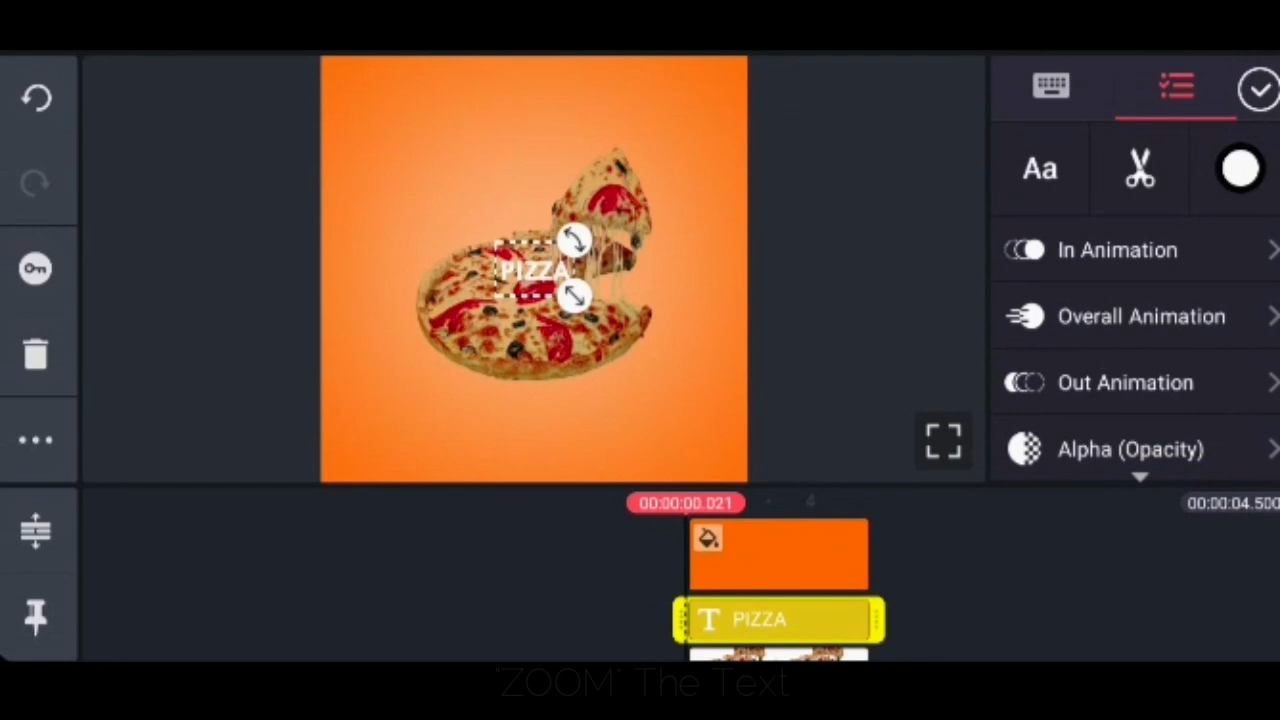 Aa
In Animation
PIZZA
Overall Animation
Out Animation
Alpha (Opacity)
00:00:00.021
4
00:00:04.500
T PIZZA
"ZOOM" The Text